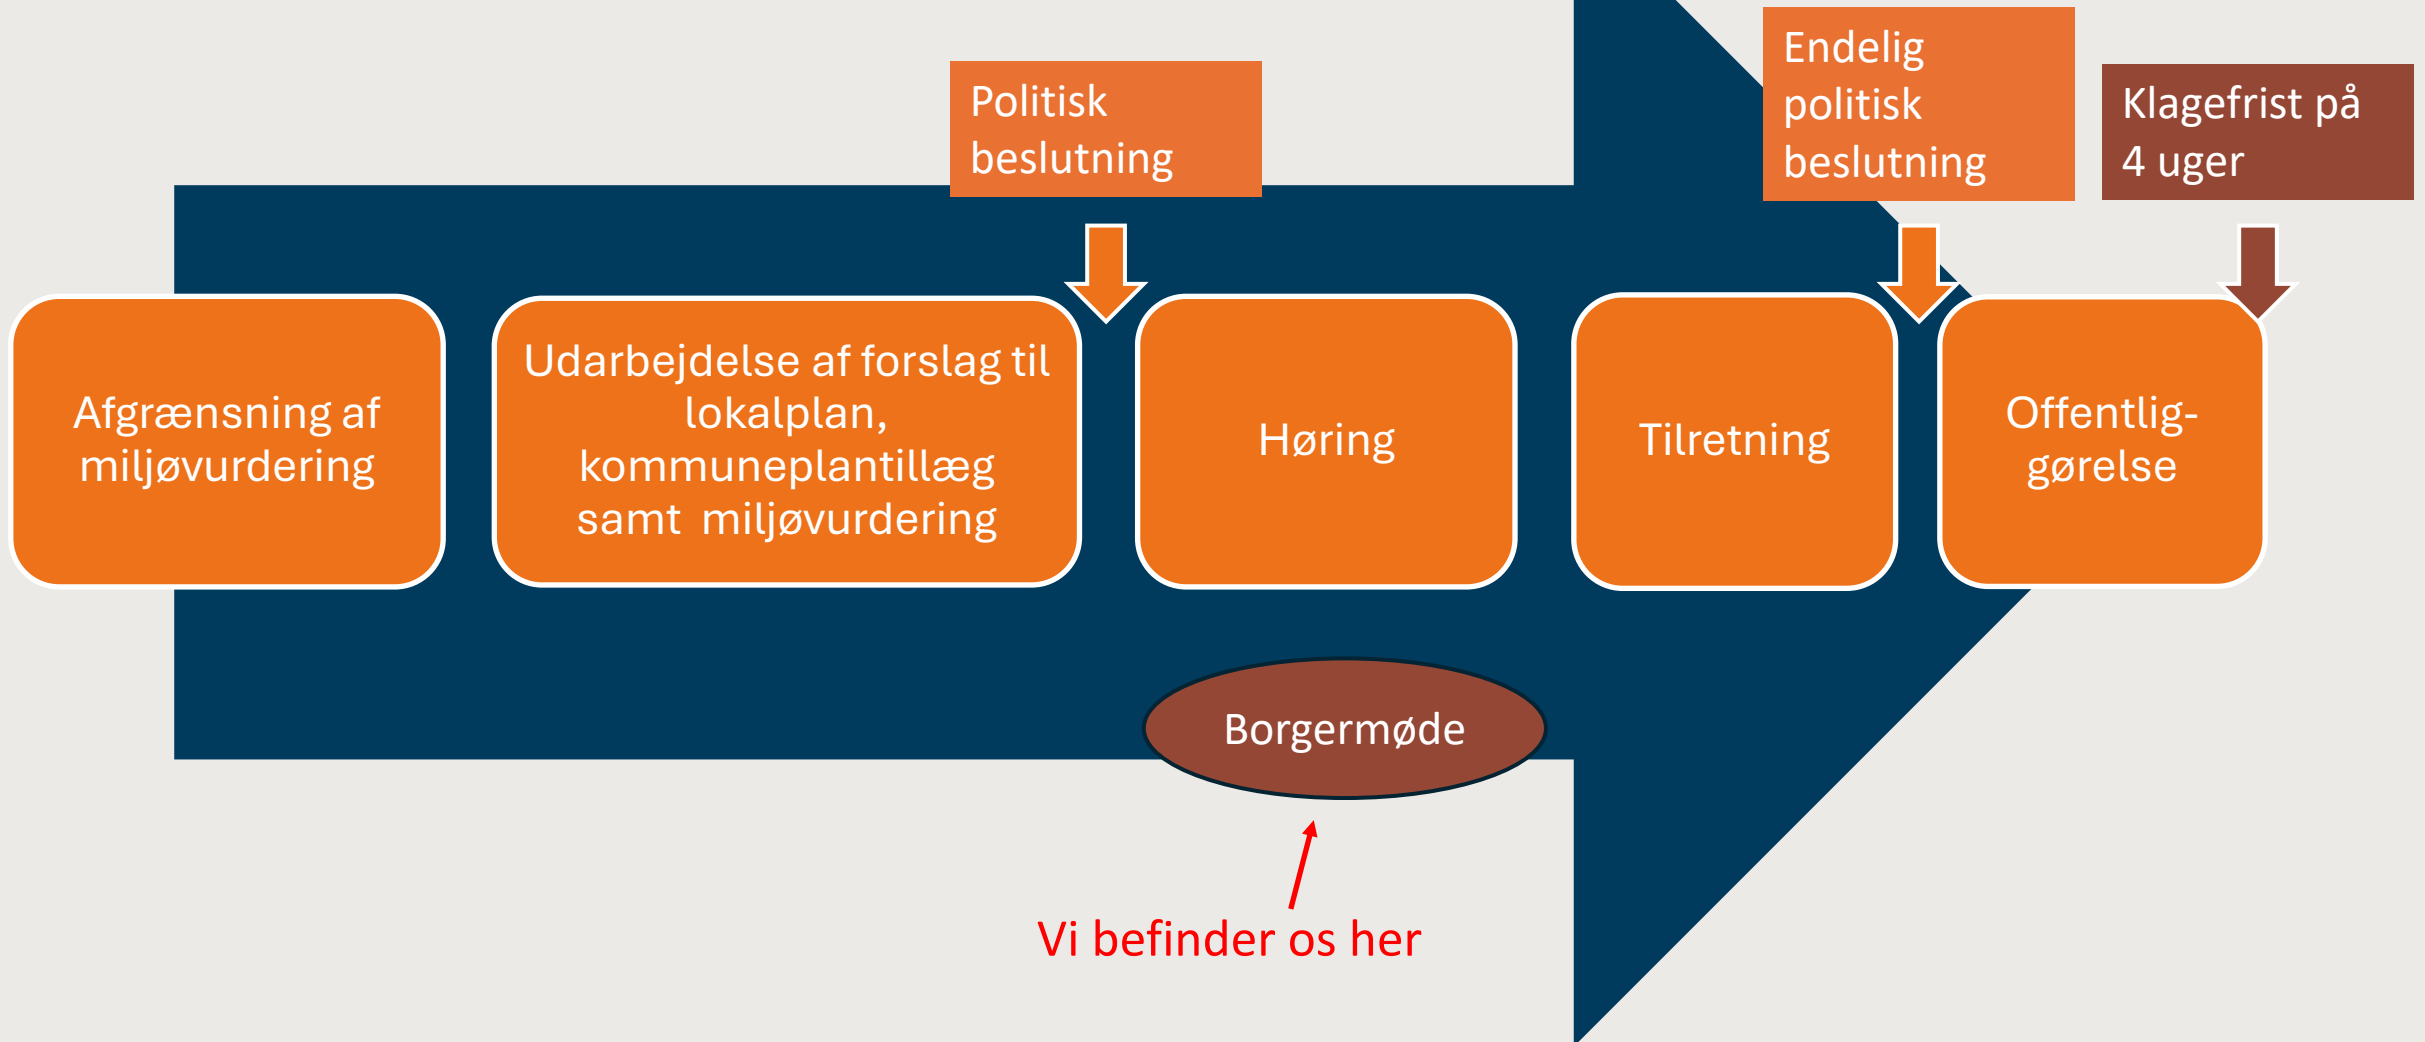 Politisk
beslutning
Endelig
politisk
beslutning
Klagefrist på
4 uger
Afgrænsning af
miljøvurdering
Udarbejdelse af forslag til
lokalplan,
kommuneplantillæg
samt miljøvurdering
Høring
Tilretning
Offentlig-
gørelse
Borgermøde
Vi befinder os her